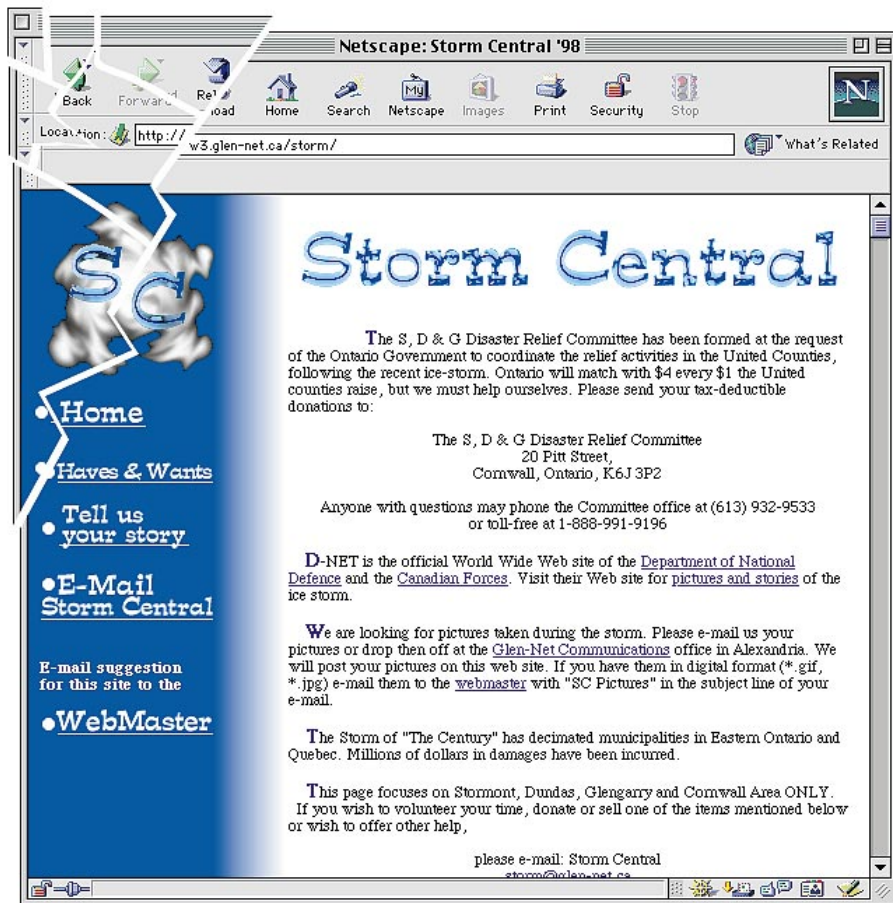 Netscape: Storm Central '98
Back Forward Reload Home Search Netscape Images Print Security Stop
My
N
Location: http:// w3.glen-net.ca/storm/ What's Related
SC
Storm Central
The S, D & G Disaster Relief Committee has been formed at the request
of the Ontario Government to coordinate the relief activities in the United Counties,
following the recent ice-storm. Ontario will match with $4 every $1 the United
counties raise, but we must help ourselves. Please send your tax-deductible
donations to:
The S, D & G Disaster Relief Committee
20 Pitt Street,
Cornwall, Ontario, K6J 3P2
Anyone with questions may phone the Committee office at (613) 932-9533
or toll-free at 1-888-991-9196
D-NET is the official World Wide Web site of the Department of National
Defence and the Canadian Forces. Visit their Web site for pictures and stories of the
ice storm.
We are looking for pictures taken during the storm. Please e-mail us your
pictures or drop then off at the Glen-Net Communications office in Alexandria. We
will post your pictures on this web site. If you have them in digital format (*.gif,
*.jpg) e-mail them to the webmaster with "SC Pictures" in the subject line of your
e-mail.
The Storm of "The Century" has decimated municipalities in Eastern Ontario and
Quebec. Millions of dollars in damages have been incurred.
This page focuses on Stormont, Dundas, Glengarry and Cornwall Area ONLY.
If you wish to volunteer your time, donate or sell one of the items mentioned below
or wish to offer other help,
please e-mail: Storm Central
storm@glen-net.ca
Home
Haves & Wants
Tell us
your story
E-Mail
Storm Central
E-mail suggestion
for this site to the
WebMaster